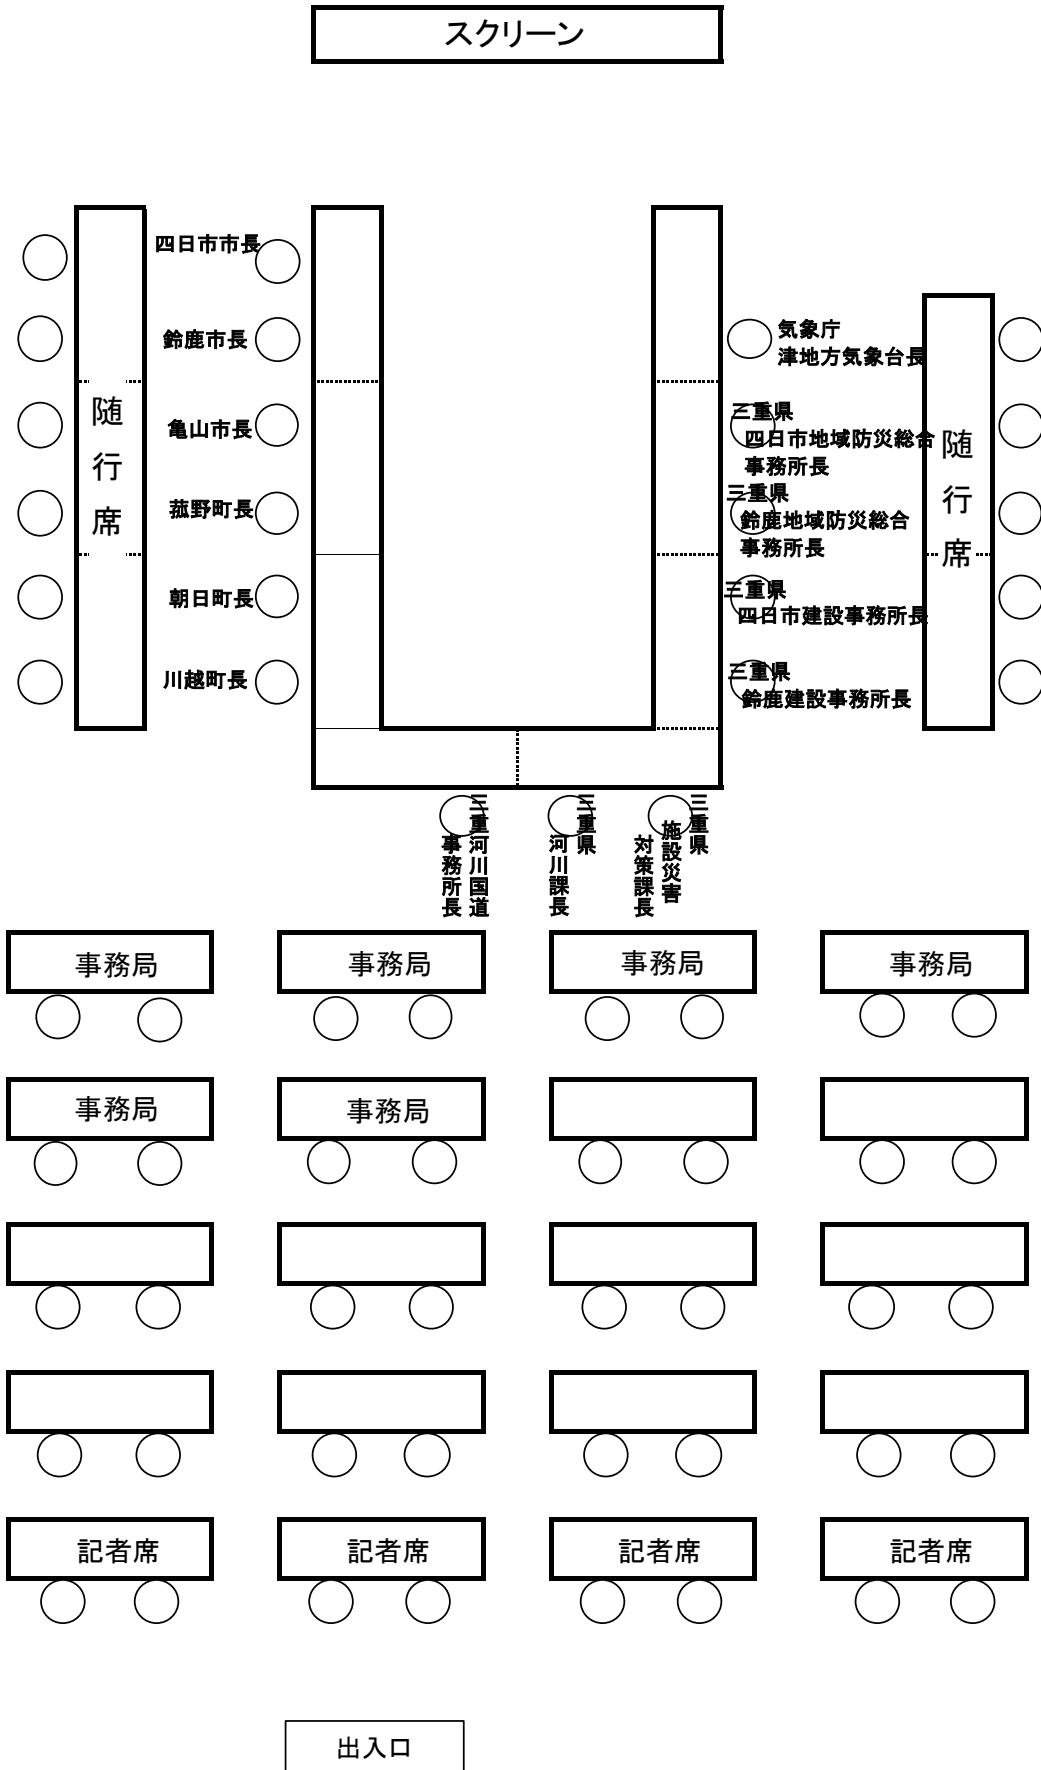 スクリーン
四日市市長
鈴鹿市長
亀山市長
菰野町長
朝日町長
川越町長
随行席
気象庁
津地方気象台長
三重県
四日市地域防災総合
事務所長
三重県
鈴鹿地域防災総合
事務所長
三重県
四日市建設事務所長
三重県
鈴鹿建設事務所長
随行席
三重河川国道
事務所長
三重県
河川課長
三重県
施設災害
対策課長
事務局
事務局
事務局
事務局
事務局
事務局
記者席
記者席
記者席
記者席
出入口